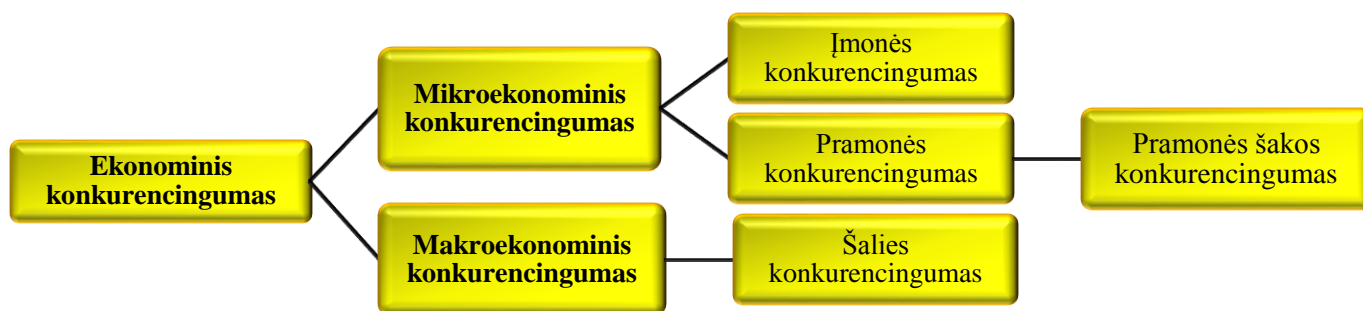 Ekonominis
konkurencingumas
Mikroekonominis
konkurencingumas
Makroekonominis
konkurencingumas
Įmonės
konkurencingumas
Pramonės
konkurencingumas
Šalies
konkurencingumas
Pramonės šakos
konkurencingumas